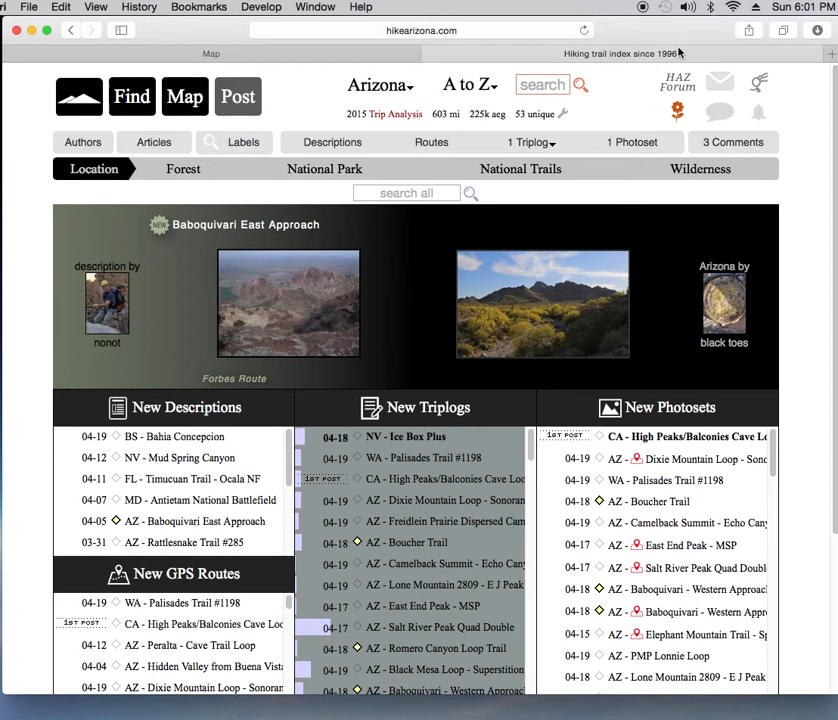 ri File Edit View History Bookmarks Develop Window Help Sun 6:01 PM
hikearizona.com
Map Hiking trail index since 1996
Find Map Post Arizona A to Z search HAZ Forum
2015 Trip Analysis 603 mi 225k aeg 53 unique
Authors Articles Labels Descriptions Routes 1 Triplog 1 Photoset 3 Comments
Location Forest National Park National Trails Wilderness
search all
NEW Baboquivari East Approach
description by
nonot
Arizona by
black toes
Forbes Route
New Descriptions
04-19 BS - Bahia Concepcion
04-12 NV - Mud Spring Canyon
04-11 FL - Timucuan Trail - Ocala NF
04-07 MD - Antietam National Battlefield
04-05 AZ - Baboquivari East Approach
03-31 AZ - Rattlesnake Trail #285
New GPS Routes
04-19 WA - Palisades Trail #1198
1ST POST CA - High Peaks/Balconies Cave Loo
04-12 AZ - Peralta - Cave Trail Loop
04-04 AZ - Hidden Valley from Buena Vista
04-19 AZ - Dixie Mountain Loop - Sonoran
New Triplogs
04-18 NV - Ice Box Plus
04-19 WA - Palisades Trail #1198
1ST POST CA - High Peaks/Balconies Cave Loo
04-19 AZ - Dixie Mountain Loop - Sonoran
04-19 AZ - Freidlein Prairie Dispersed Cam
04-18 AZ - Boucher Trail
04-19 AZ - Camelback Summit - Echo Can
04-19 AZ - Lone Mountain 2809 - E J Peak
04-17 AZ - East End Peak - MSP
04-17 AZ - Salt River Peak Quad Double
04-18 AZ - Romero Canyon Loop Trail
04-19 AZ - Black Mesa Loop - Superstition
04-18 AZ - Baboquivari - Western Approac
New Photosets
1ST POST CA - High Peaks/Balconies Cave Lo
04-19 AZ - Dixie Mountain Loop - Sono
04-19 WA - Palisades Trail #1198
04-18 AZ - Boucher Trail
04-19 AZ - Camelback Summit - Echo Cany
04-17 AZ - East End Peak - MSP
04-17 AZ - Salt River Peak Quad Doubl
04-18 AZ - Baboquivari - Western Approac
04-18 AZ - Baboquivari - Western Appr
04-15 AZ - Elephant Mountain Trail - Sp
04-19 AZ - PMP Lonnie Loop
04-18 AZ - Lone Mountain 2809 - E J Peak